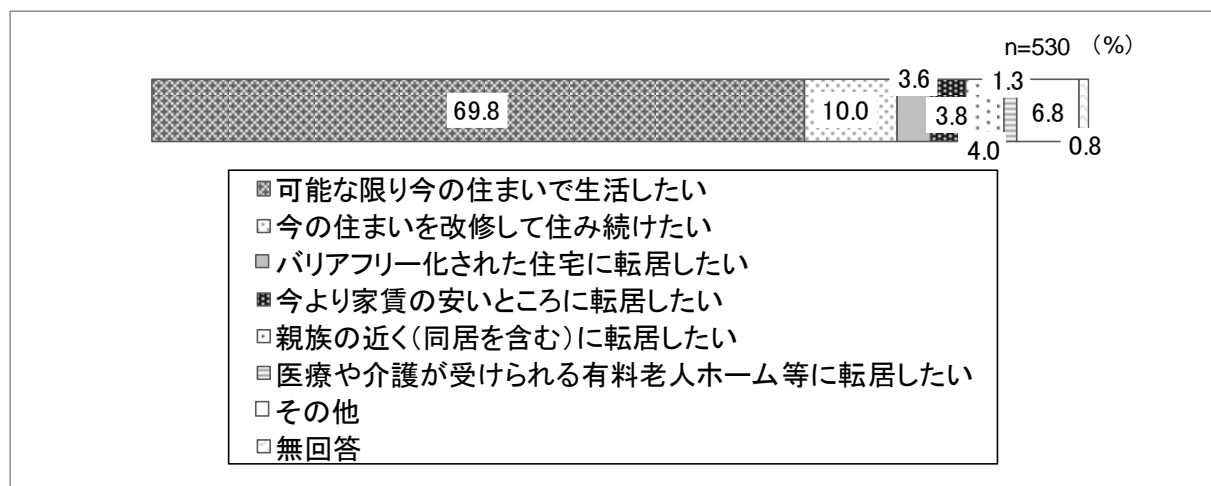 n=530 (%)
3.6 1.3
69.8 10.0 3.8 6.8
4.0 0.8
可能な限り今の住まいで生活したい
今の住まいを改修して住み続けたい
バリアフリー化された住宅に転居したい
今より家賃の安いところに転居したい
親族の近く(同居を含む)に転居したい
医療や介護が受けられる有料老人ホーム等に転居したい
その他
無回答